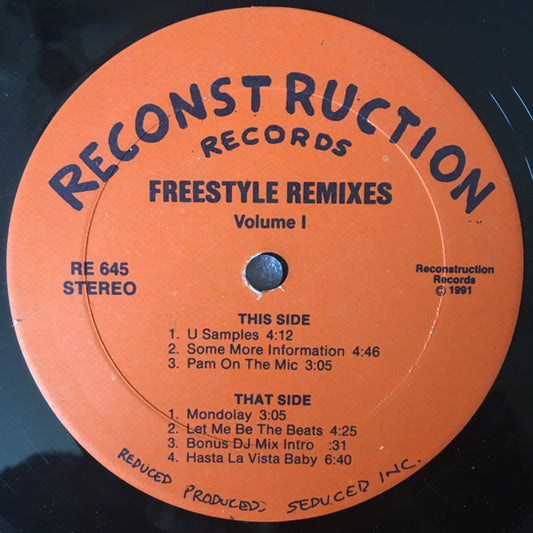 RECONSTRUCTION
RECORDS
FREESTYLE REMIXES
Volume I
RE 645
STEREO
Reconstruction
Records
© 1991
THIS SIDE
1. U Samples 4:12
2. Some More Information 4:46
3. Pam On The Mic 3:05
THAT SIDE
1. Mondolay 3:05
2. Let Me Be The Beats 4:25
3. Bonus DJ Mix Intro :31
4. Hasta La Vista Baby 6:40
REDUCED PRODUCED: SEDUCED INC.